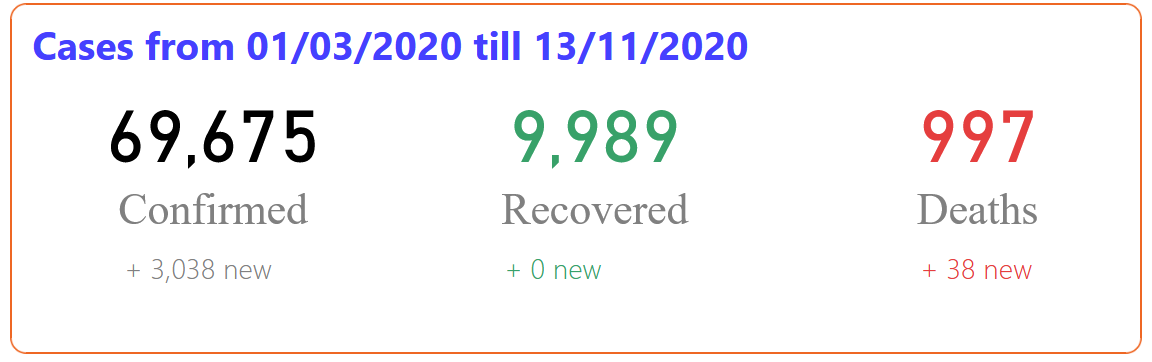 Cases from 01/03/2020 till 13/11/2020
69,675 9,989 997
Confirmed Recovered Deaths
+ 3,038 new + 0 new + 38 new